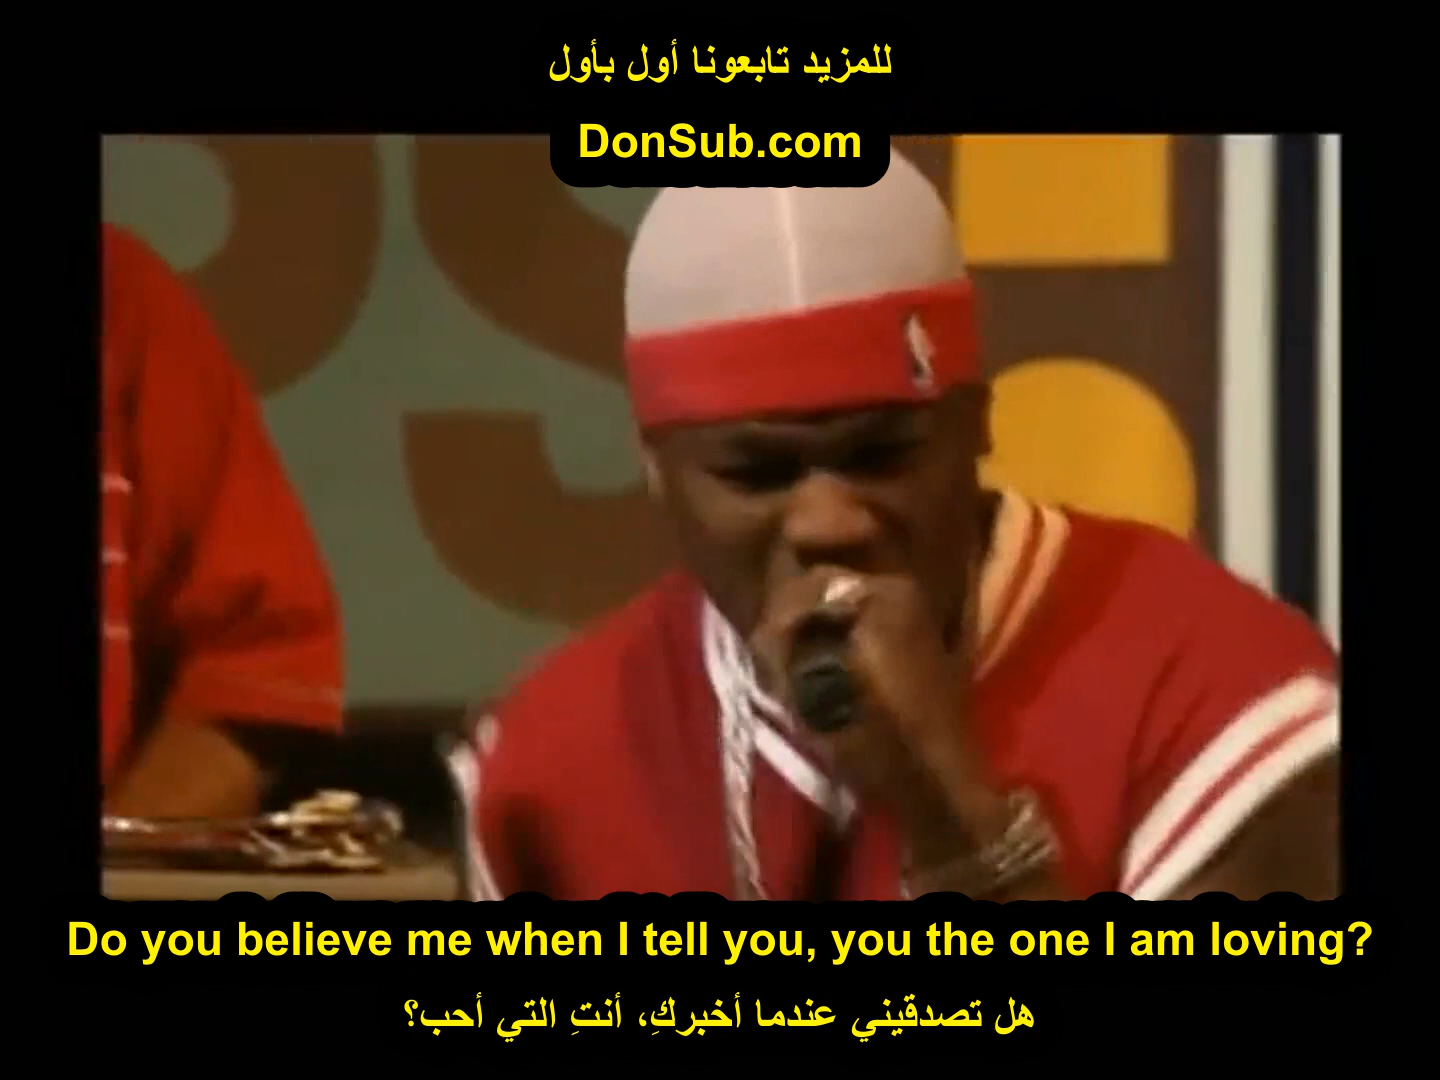 للمزيد تابعونا أول بأول
DonSub.com
Do you believe me when I tell you, you the one I am loving?
هل تصدقيني عندما أخبركِ، أنتِ التي أحب؟